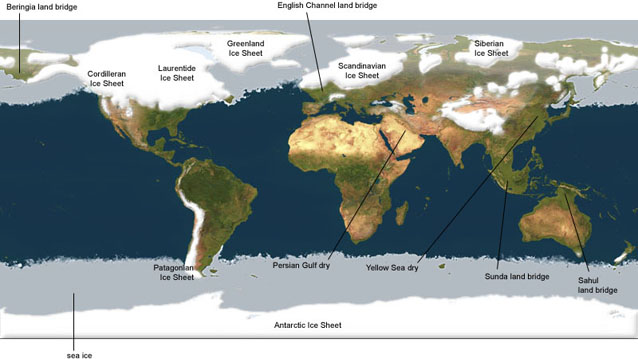 Beringia land bridge
English Channel land bridge
Greenland
Ice Sheet
Siberian
Ice Sheet
Laurentide
Ice Sheet
Scandinavian
Ice Sheet
Cordilleran
Ice Sheet
Patagonian
Ice Sheet
Persian Gulf dry
Yellow Sea dry
Sunda land bridge
Sahul
land bridge
Antarctic Ice Sheet
sea ice